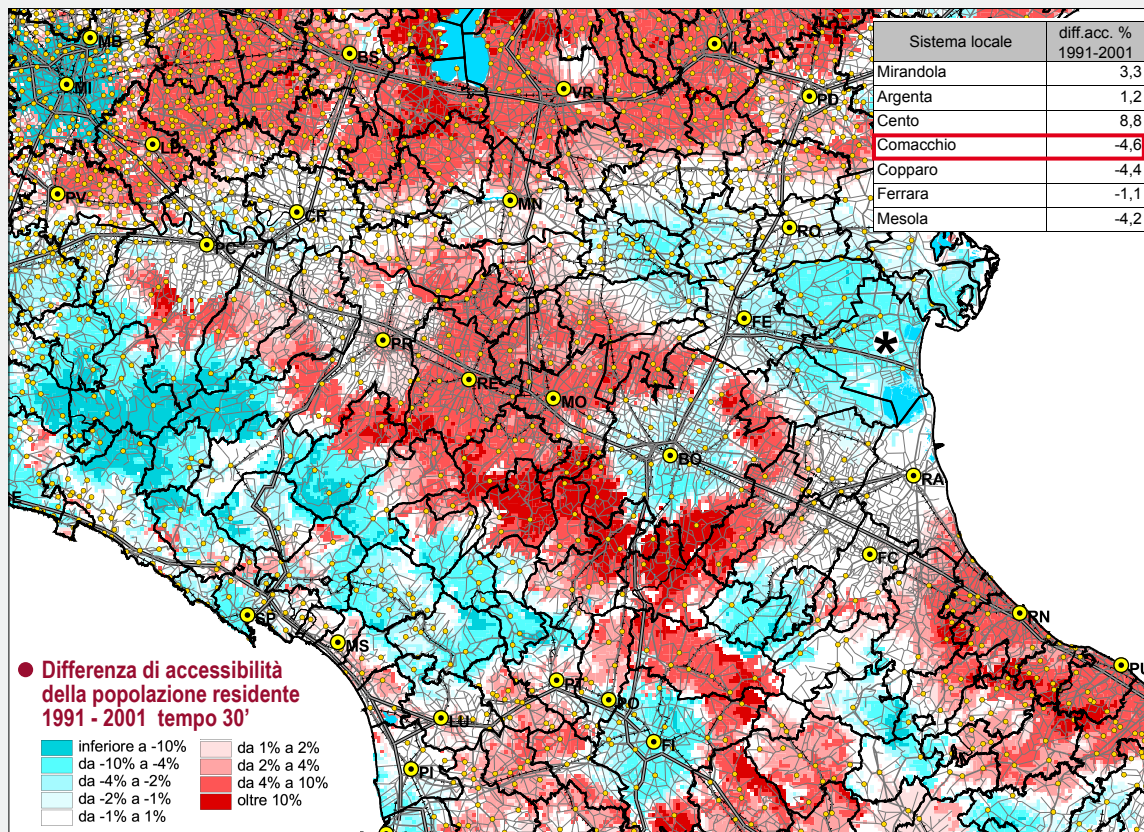 MB
BS
VI
MI
VR
PD
LD
PV
MN
CR
RO
PC
FE
*
PR
RE
MO
BO
RA
E
FC
SP
RN
MS
PU
PT
PO
LU
FI
PI
Sistema locale diff.acc. % 1991-2001
Mirandola 3,3
Argenta 1,2
Cento 8,8
Comacchio -4,6
Copparo -4,4
Ferrara -1,1
Mesola -4,2
Differenza di accessibilità
della popolazione residente
1991 - 2001 tempo 30'
inferiore a -10%
da -10% a -4%
da -4% a -2%
da -2% a -1%
da -1% a 1%
da 1% a 2%
da 2% a 4%
da 4% a 10%
oltre 10%